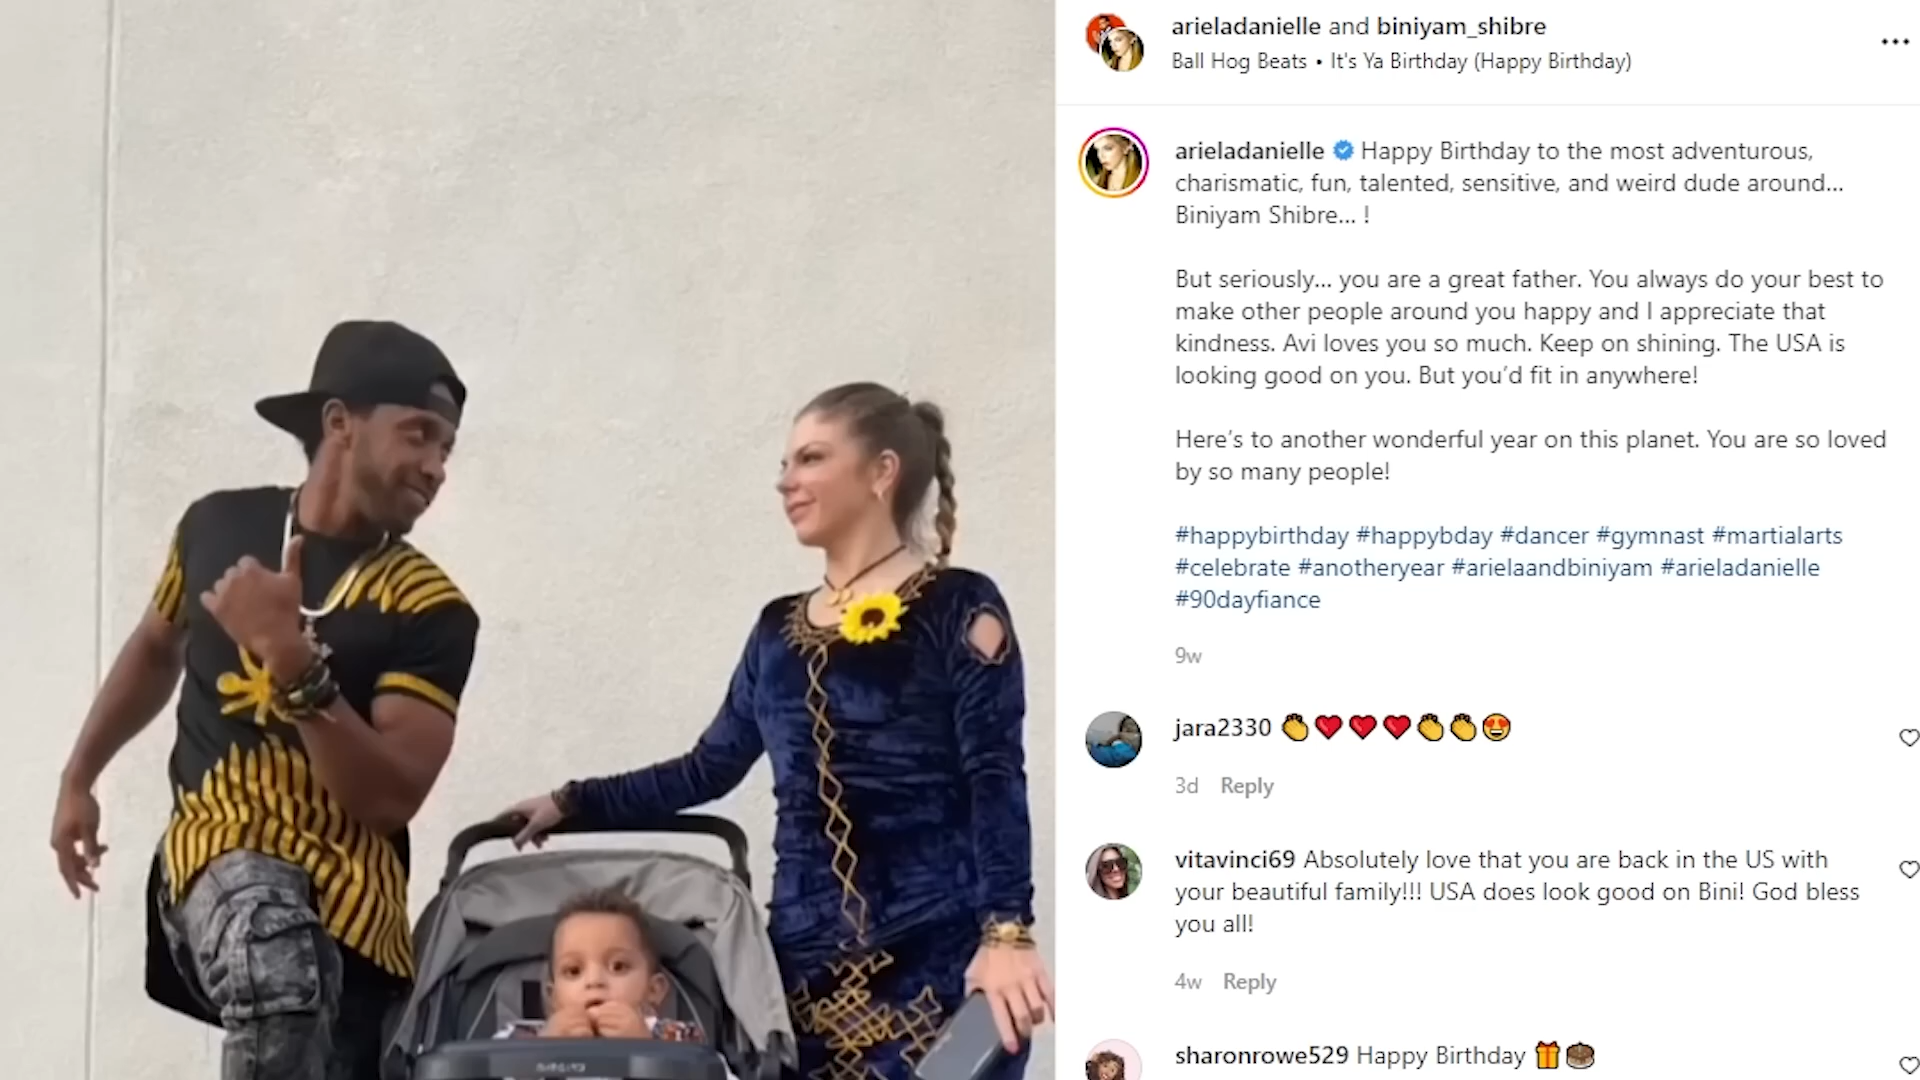 arieladanielle and biniyam_shibre
Ball Hog Beats • It's Ya Birthday (Happy Birthday)
arieladanielle Happy Birthday to the most adventurous,
charismatic, fun, talented, sensitive, and weird dude around...
Biniyam Shibre... !
But seriously... you are a great father. You always do your best to
make other people around you happy and I appreciate that
kindness. Avi loves you so much. Keep on shining. The USA is
looking good on you. But you’d fit in anywhere!
Here’s to another wonderful year on this planet. You are so loved
by so many people!
#happybirthday #happybday #dancer #gymnast #martialarts
#celebrate #anotheryear #arielaandbiniyam #arieladanielle
#90dayfiance
9w
jara2330 👏❤️❤️❤️👏👏😍
3d Reply
vitavinci69 Absolutely love that you are back in the US with
your beautiful family!!! USA does look good on Bini! God bless
you all!
4w Reply
sharonrowe529 Happy Birthday 🎁🎂